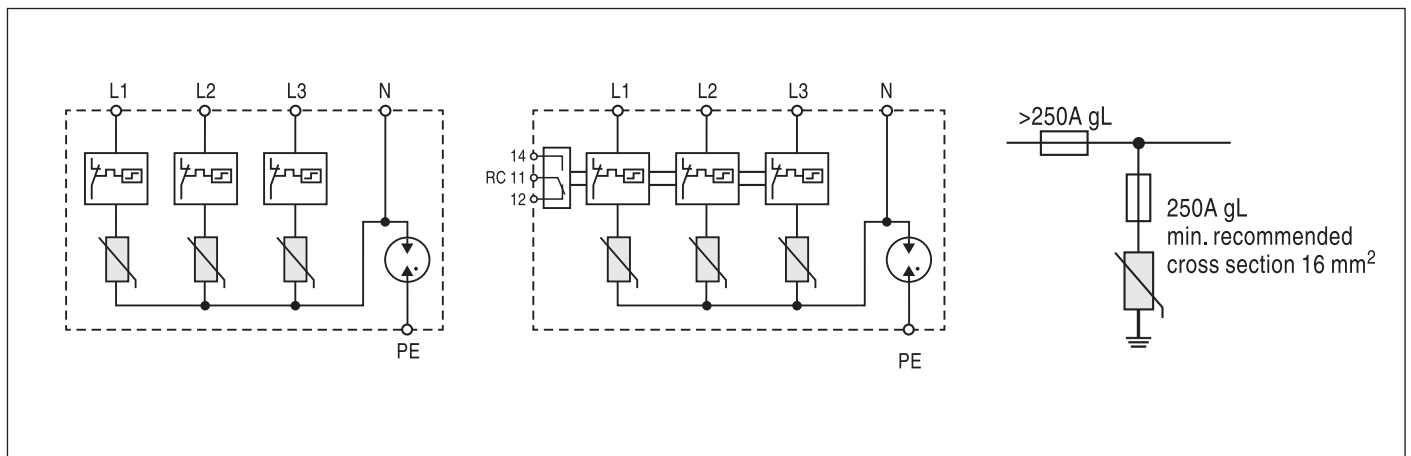 L1 L2 L3 N
PE
L1 L2 L3 N
14
RC 11
12
PE
>250A gL
250A gL
min. recommended
cross section 16 mm²